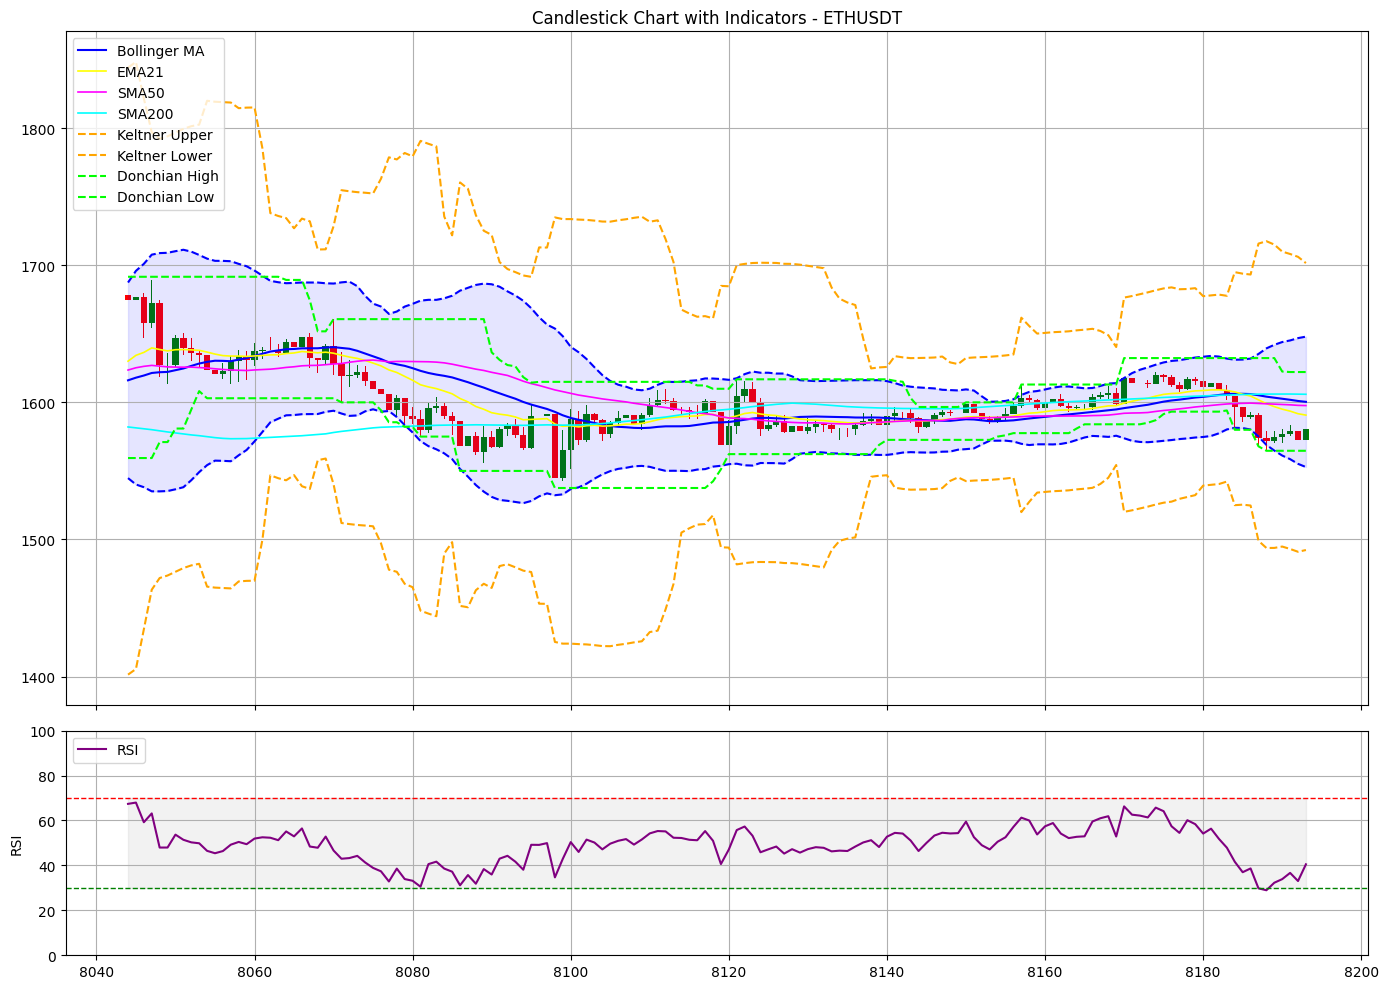 Candlestick Chart with Indicators - ETHUSDT
Bollinger MA
EMA21
SMA50
SMA200
Keltner Upper
Keltner Lower
Donchian High
Donchian Low
1800
1700
1600
1500
1400
RSI
100
80
60
40
20
0
RSI
8040
8060
8080
8100
8120
8140
8160
8180
8200